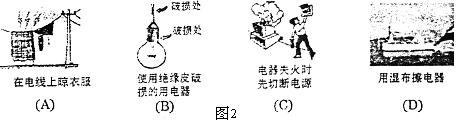 破损处
破损处
在电线上晾衣服
使用绝缘皮破
损的用电器
电器失火时
先切断电源
用湿布擦电器
(A)
(B)
(C)
(D)
图2